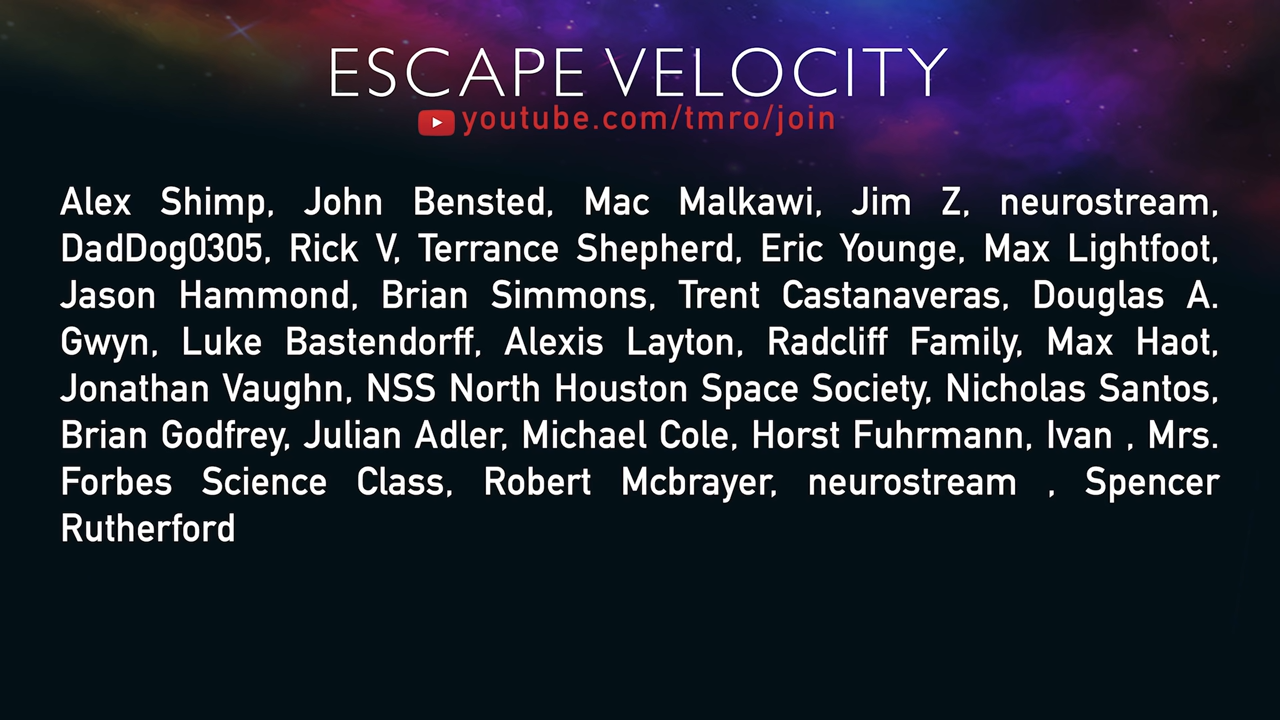 ESCAPE VELOCITY
youtube.com/tmro/join
Alex Shimp, John Bensted, Mac Malkawi, Jim Z, neurostream,
DadDog0305, Rick V, Terrance Shepherd, Eric Younge, Max Lightfoot,
Jason Hammond, Brian Simmons, Trent Castanaveras, Douglas A.
Gwyn, Luke Bastendorff, Alexis Layton, Radcliff Family, Max Haot,
Jonathan Vaughn, NSS North Houston Space Society, Nicholas Santos,
Brian Godfrey, Julian Adler, Michael Cole, Horst Fuhrmann, Ivan , Mrs.
Forbes Science Class, Robert Mcbrayer, neurostream , Spencer
Rutherford